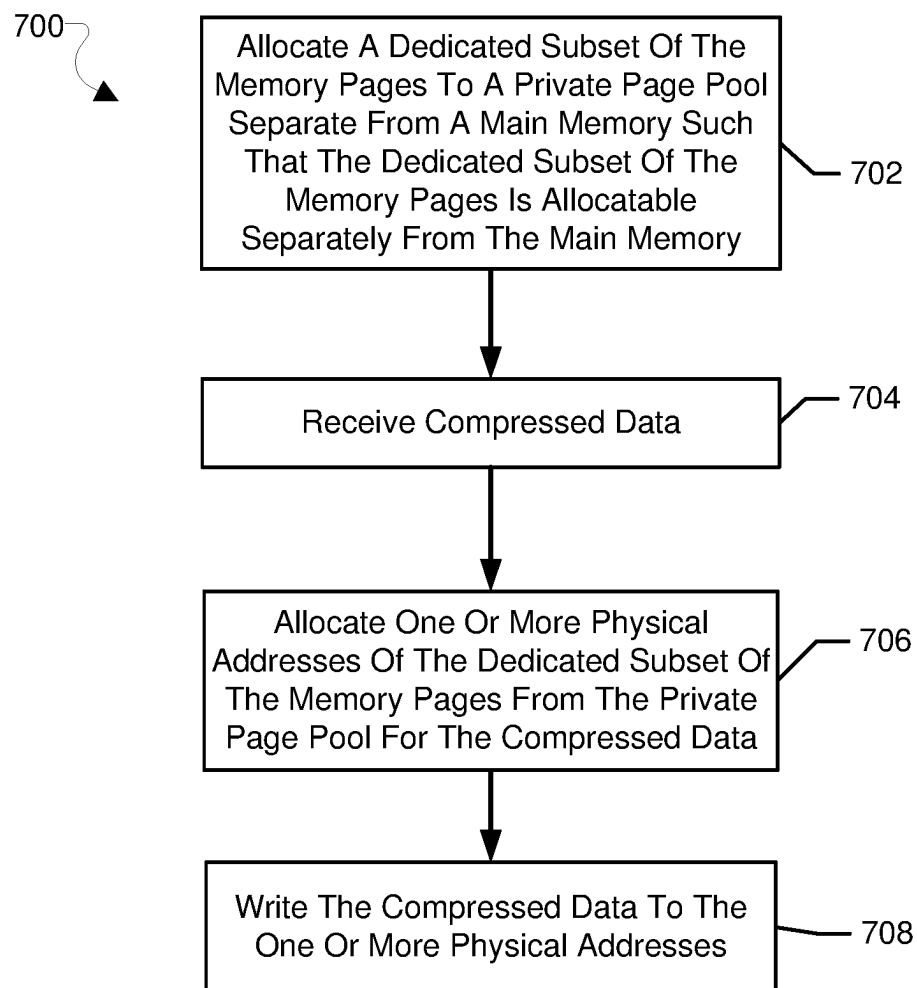 700
Allocate A Dedicated Subset Of The
Memory Pages To A Private Page Pool
Separate From A Main Memory Such
That The Dedicated Subset Of The
Memory Pages Is Allocatable
Separately From The Main Memory
702
Receive Compressed Data
704
Allocate One Or More Physical
Addresses Of The Dedicated Subset Of
The Memory Pages From The Private
Page Pool For The Compressed Data
706
Write The Compressed Data To The
One Or More Physical Addresses
708